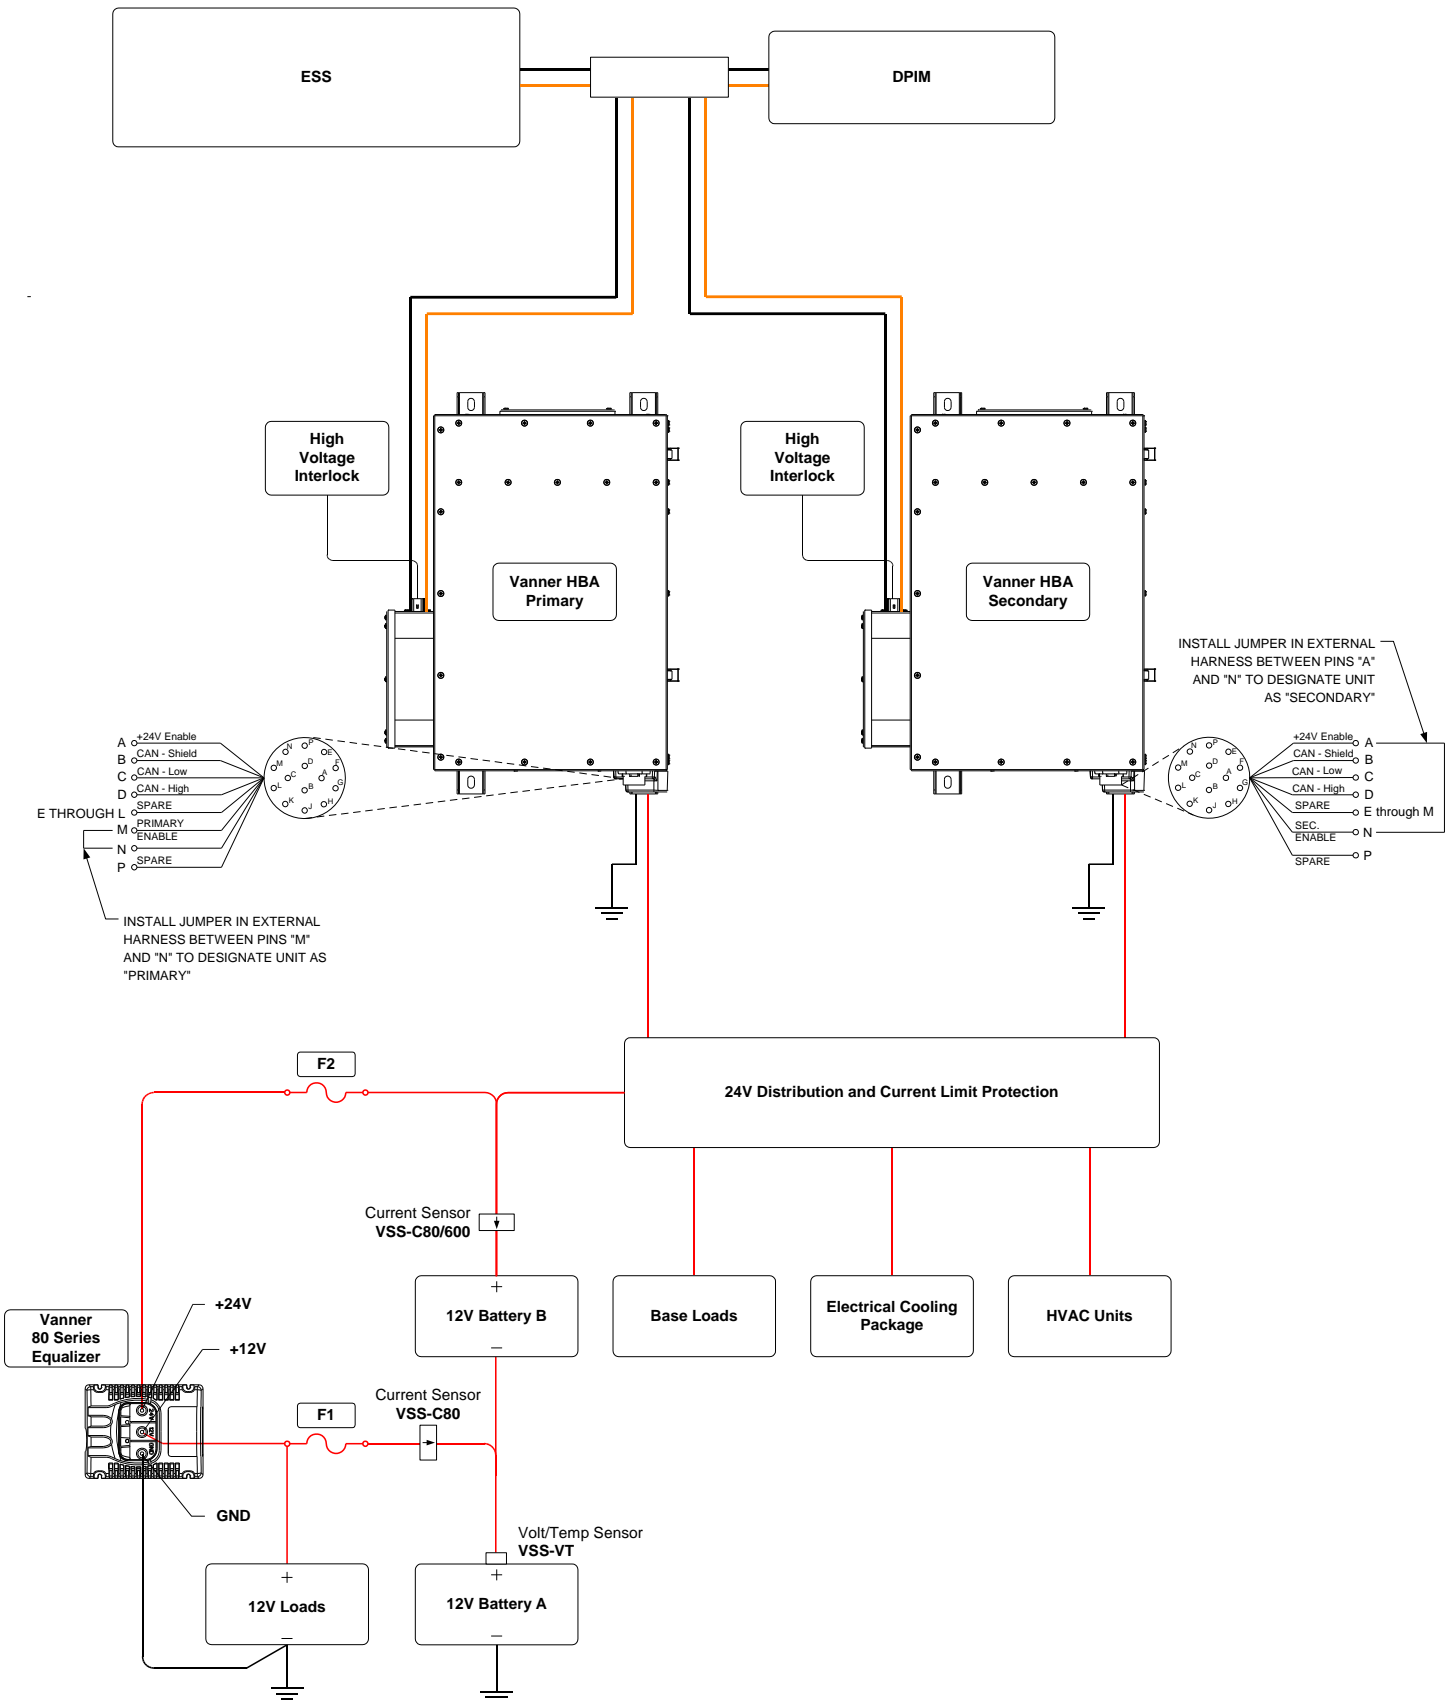 ESS
DPIM
-
High
Voltage
Interlock
High
Voltage
Interlock
Vanner HBA
Primary
Vanner HBA
Secondary
INSTALL JUMPER IN EXTERNAL
HARNESS BETWEEN PINS "A"
AND "N" TO DESIGNATE UNIT
AS "SECONDARY"
A +24V Enable
B CAN - Shield
C CAN - Low
D CAN - High
E THROUGH L SPARE
M PRIMARY
ENABLE
N
P SPARE
N P E
M D F
C A G
L B
K J H
N P E
M D F
C A G
L B
K J H
+24V Enable A
CAN - Shield B
CAN - Low C
CAN - High D
SPARE E through M
SEC.
ENABLE N
SPARE P
INSTALL JUMPER IN EXTERNAL
HARNESS BETWEEN PINS "M"
AND "N" TO DESIGNATE UNIT AS
"PRIMARY"
F2
24V Distribution and Current Limit Protection
Current Sensor
VSS-C80/600
+
12V Battery B
–
Base Loads
Electrical Cooling
Package
HVAC Units
Vanner
80 Series
Equalizer
+24V
+12V
24V
12V
GND
GND
F1
Current Sensor
VSS-C80
Volt/Temp Sensor
VSS-VT
+
12V Loads
–
+
12V Battery A
–